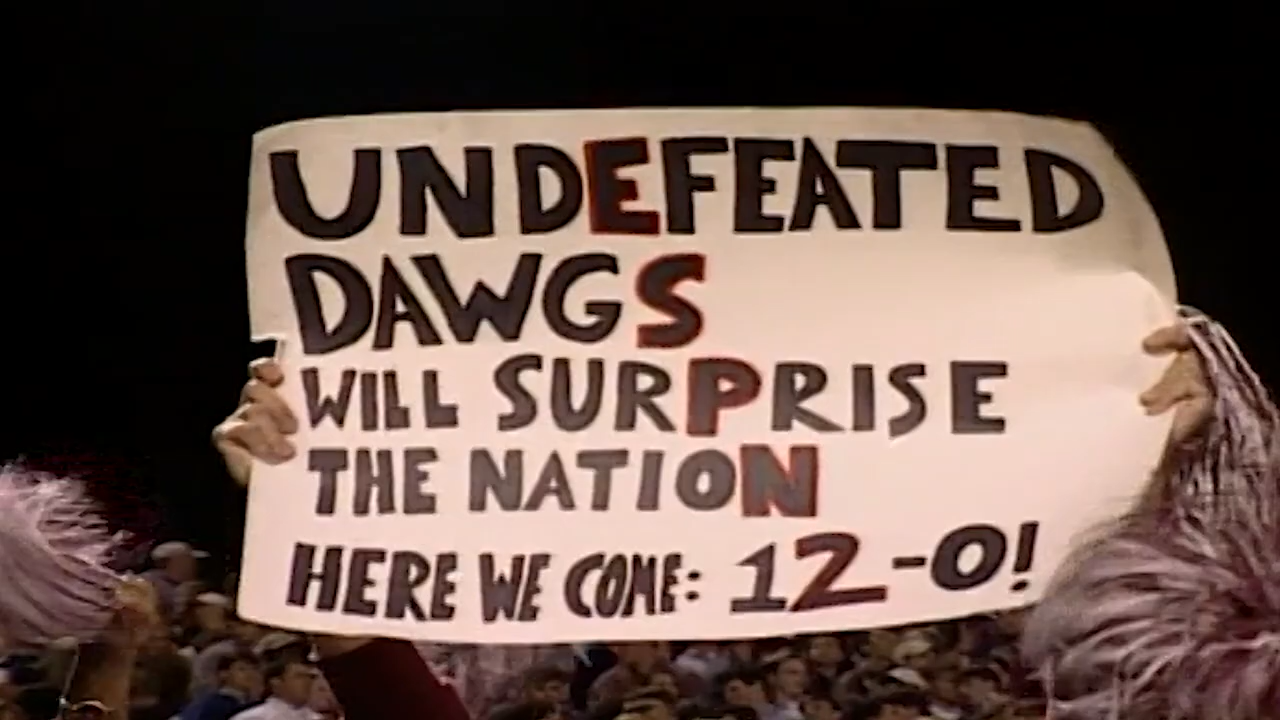 UNDEFEATED
DAWGS
WILL SURPRISE
THE NATION
HERE WE COME: 12-0!